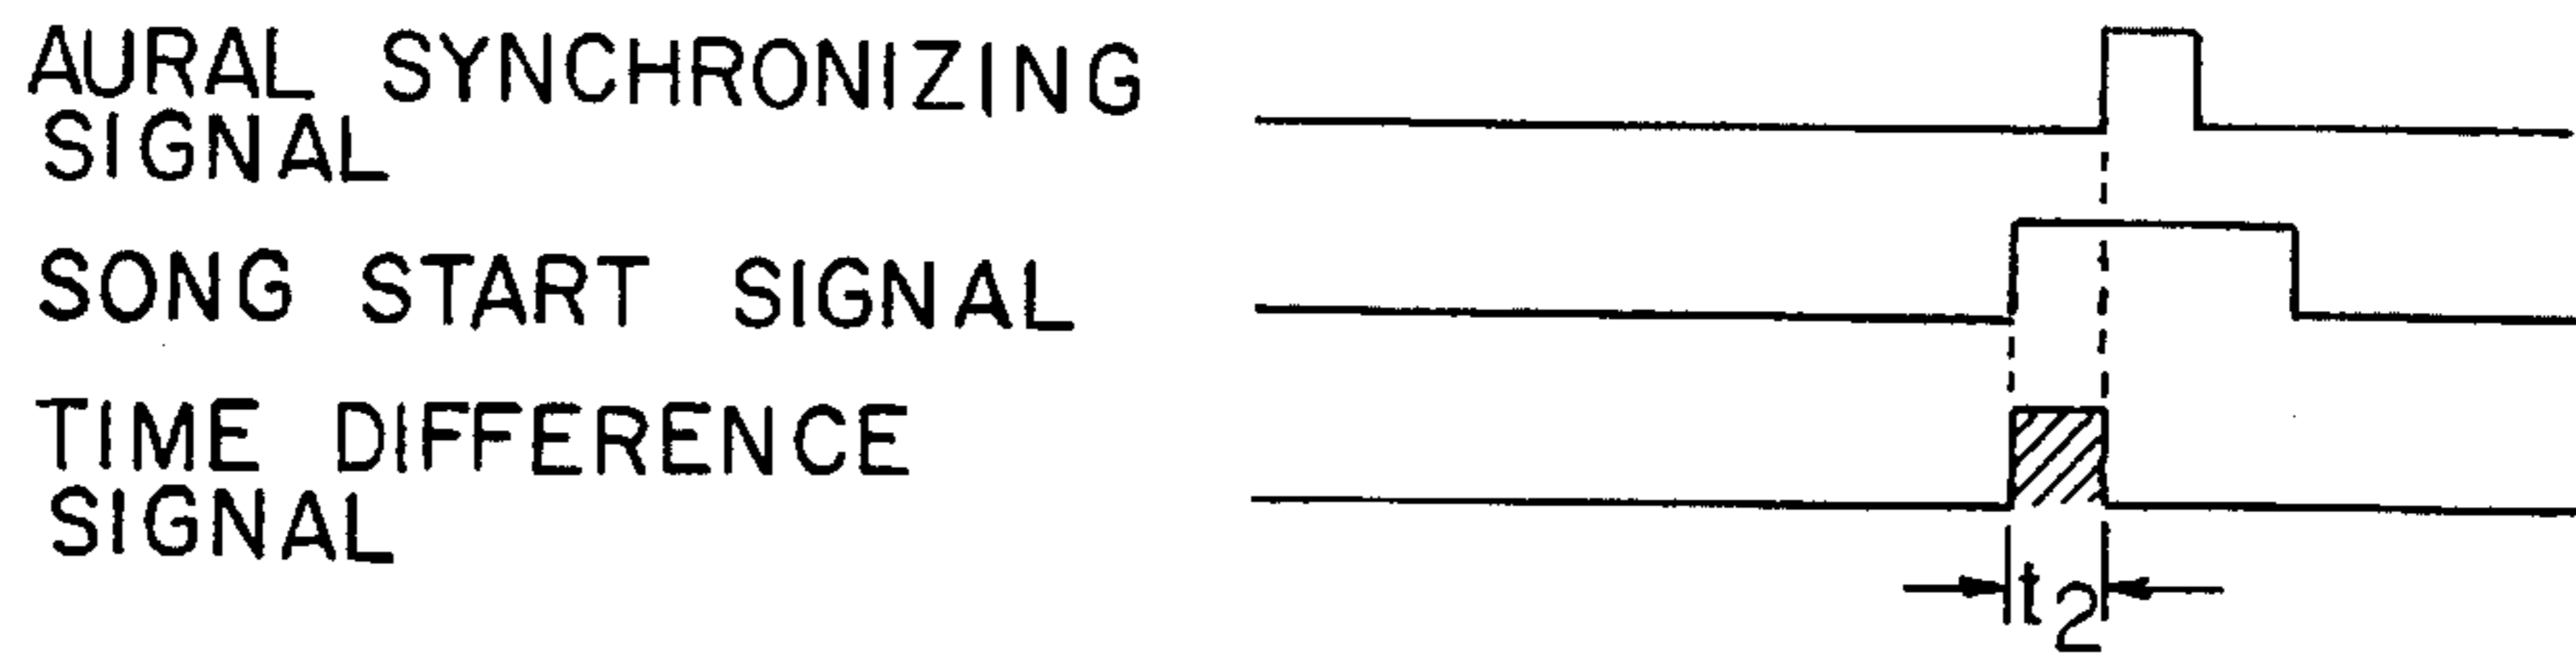 AURAL SYNCHRONIZING
SIGNAL
SONG START SIGNAL
TIME DIFFERENCE
SIGNAL
t2